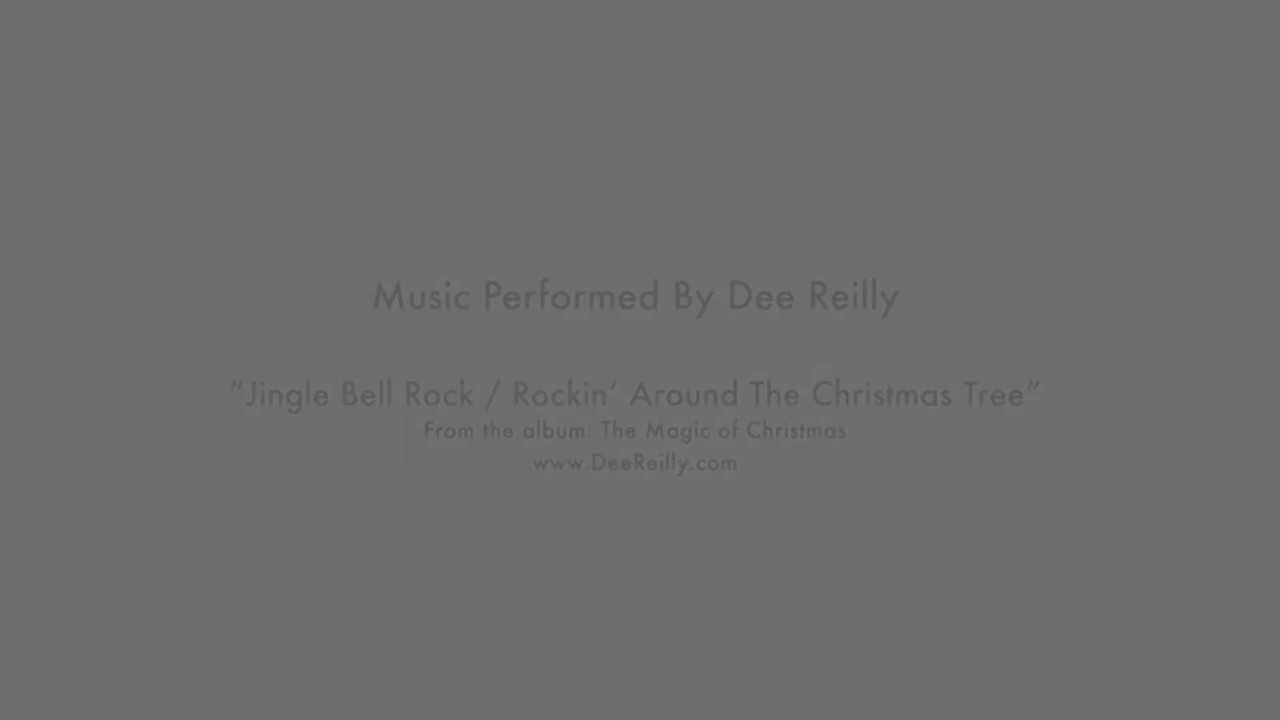 Music Performed By Dee Reilly
“Jingle Bell Rock / Rockin‘ Around The Christmas Tree”
From the album: The Magic of Christmas
www.DeeReilly.com